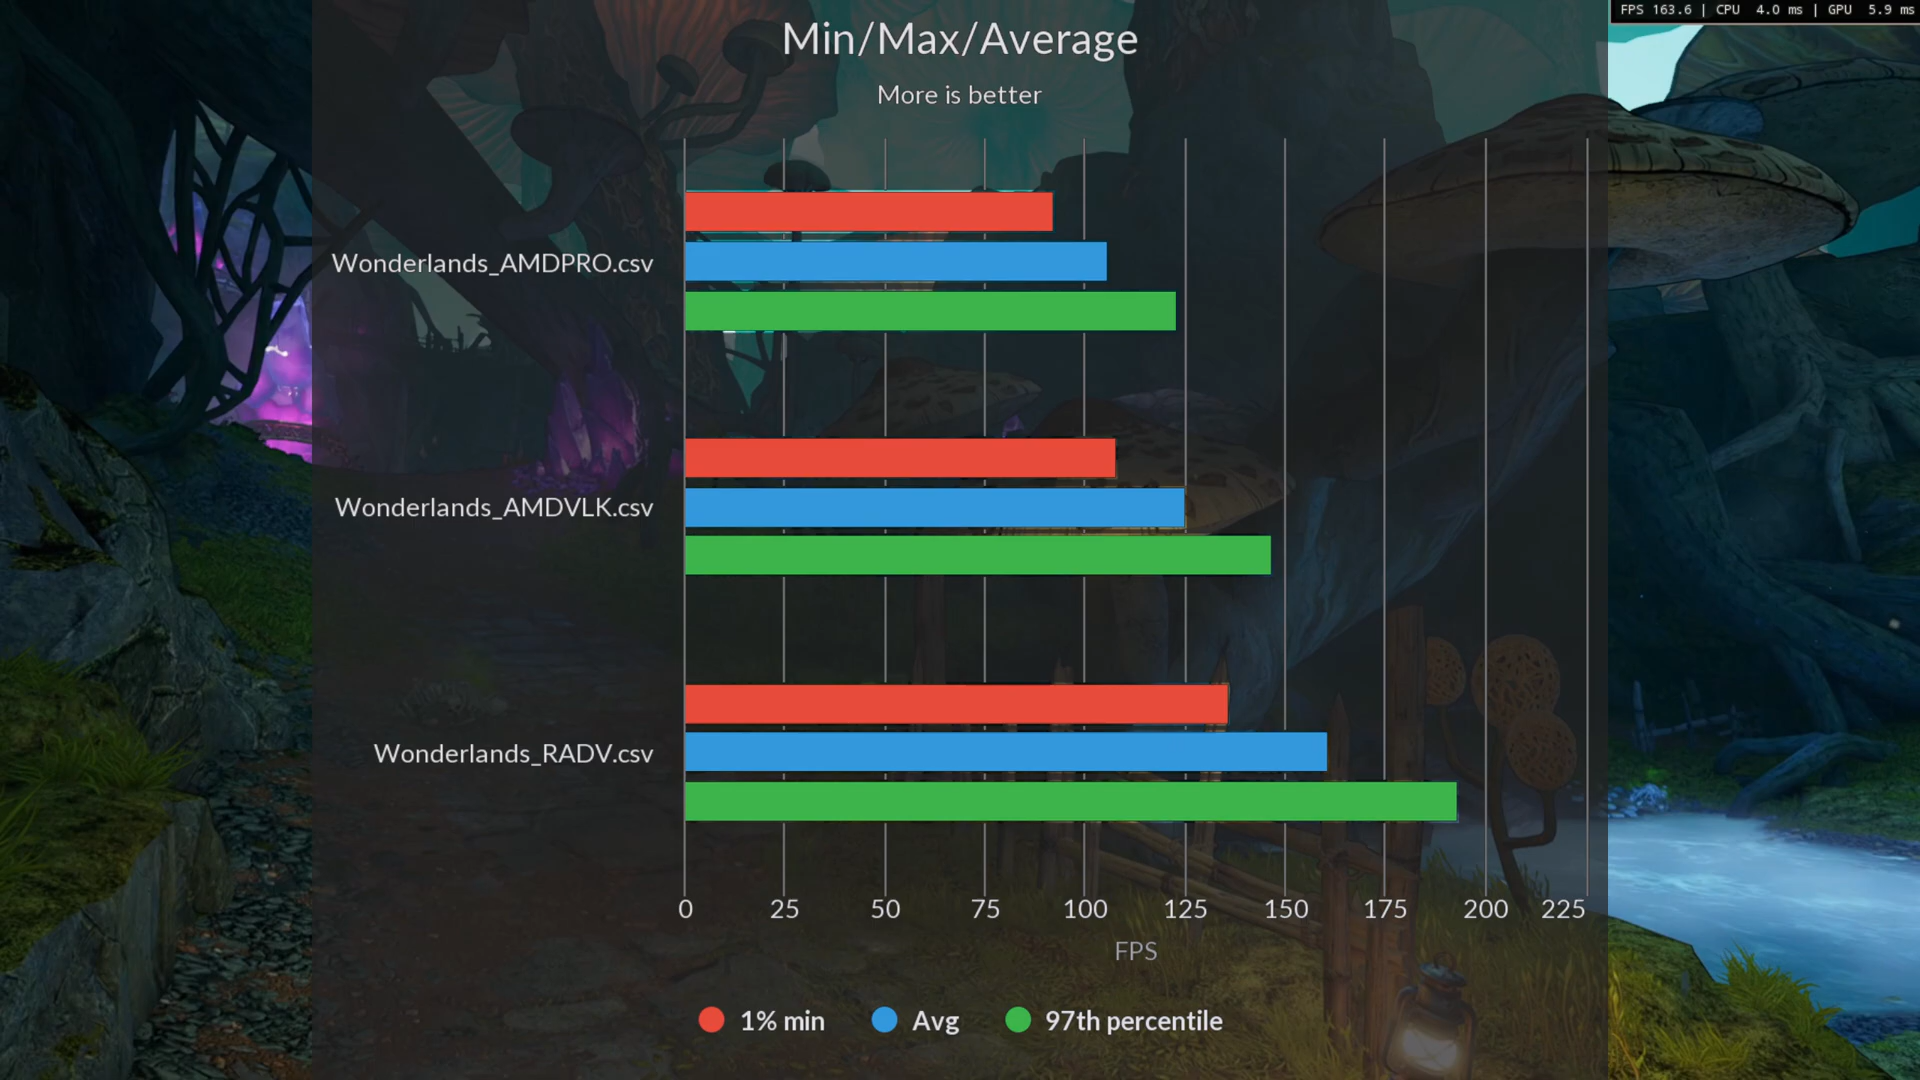 FPS 163.6 | CPU 4.0 ms | GPU 5.9 ms
Min/Max/Average
More is better
Wonderlands_AMDPRO.csv
Wonderlands_AMDVLK.csv
Wonderlands_RADV.csv
0 25 50 75 100 125 150 175 200 225
FPS
1% min Avg 97th percentile